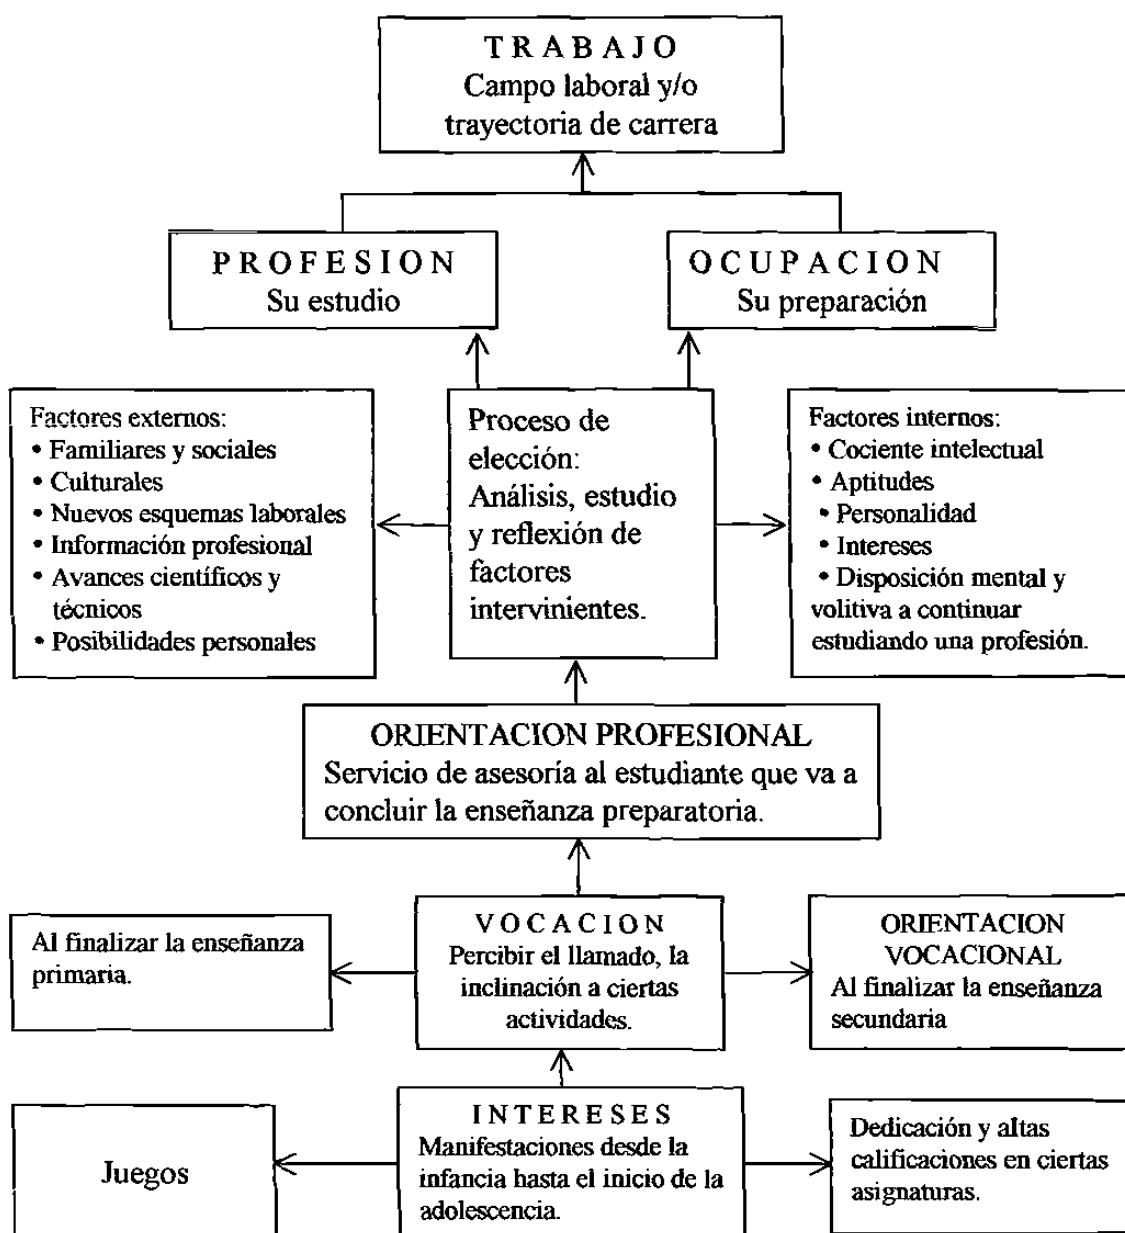 TRABAJO
Campo laboral y/o
trayectoria de carrera
PROFESION
Su estudio
OCUPACION
Su preparación
Factores externos:
• Familiares y sociales
• Culturales
• Nuevos esquemas laborales
• Información profesional
• Avances científicos y
técnicos
• Posibilidades personales
Proceso de
elección:
Análisis, estudio
y reflexión de
factores
intervinientes.
Factores internos:
• Cociente intelectual
• Aptitudes
• Personalidad
• Intereses
• Disposición mental y
volitiva a continuar
estudiando una profesión.
ORIENTACION PROFESIONAL
Servicio de asesoría al estudiante que va a
concluir la enseñanza preparatoria.
Al finalizar la enseñanza
primaria.
VOCACION
Percibir el llamado, la
inclinación a ciertas
actividades.
ORIENTACION
VOCACIONAL
Al finalizar la enseñanza
secundaria
Juegos
INTERESES
Manifestaciones desde la
infancia hasta el inicio de la
adolescencia.
Dedicación y altas
calificaciones en ciertas
asignaturas.